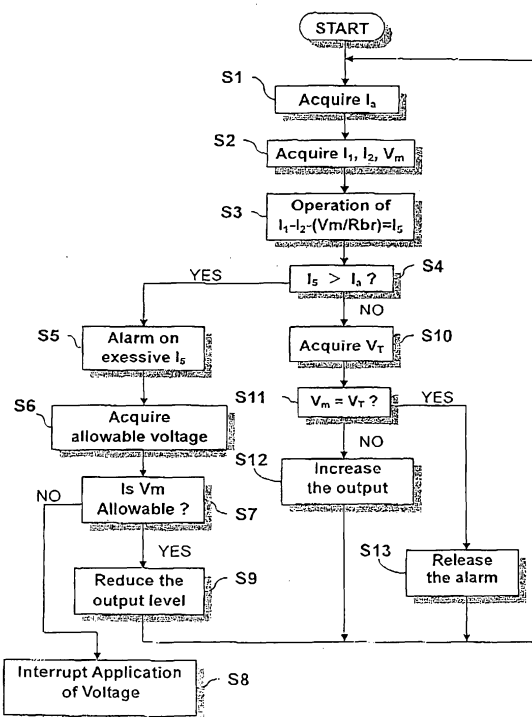 START
S1
Acquire Ia
S2
Acquire I1, I2, Vm
S3
Operation of
I1-I2-(Vm/Rbr)=I5
S4
I5 > Ia ?
YES
NO
S5
Alarm on
exessive I5
S10
Acquire VT
S6
Acquire
allowable voltage
S11
Vm = VT ?
YES
NO
S7
Is Vm
Allowable ?
NO
YES
S12
Increase
the output
S9
Reduce the
output level
S13
Release
the alarm
S8
Interrupt Application
of Voltage